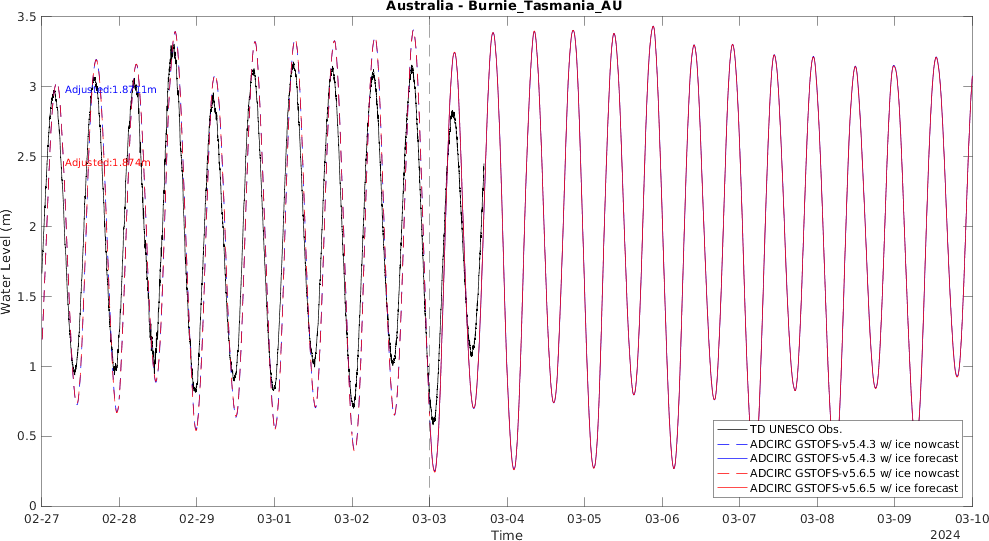 Australia - Burnie_Tasmania_AU
Water Level (m)
3.5
3
2.5
2
1.5
1
0.5
0
Adjusted:1.8711m
Adjusted:1.874m
TD UNESCO Obs.
ADCIRC GSTOFS-v5.4.3 w/ ice nowcast
ADCIRC GSTOFS-v5.4.3 w/ ice forecast
ADCIRC GSTOFS-v5.6.5 w/ ice nowcast
ADCIRC GSTOFS-v5.6.5 w/ ice forecast
02-27 02-28 02-29 03-01 03-02 03-03 03-04 03-05 03-06 03-07 03-08 03-09 03-10
Time
2024